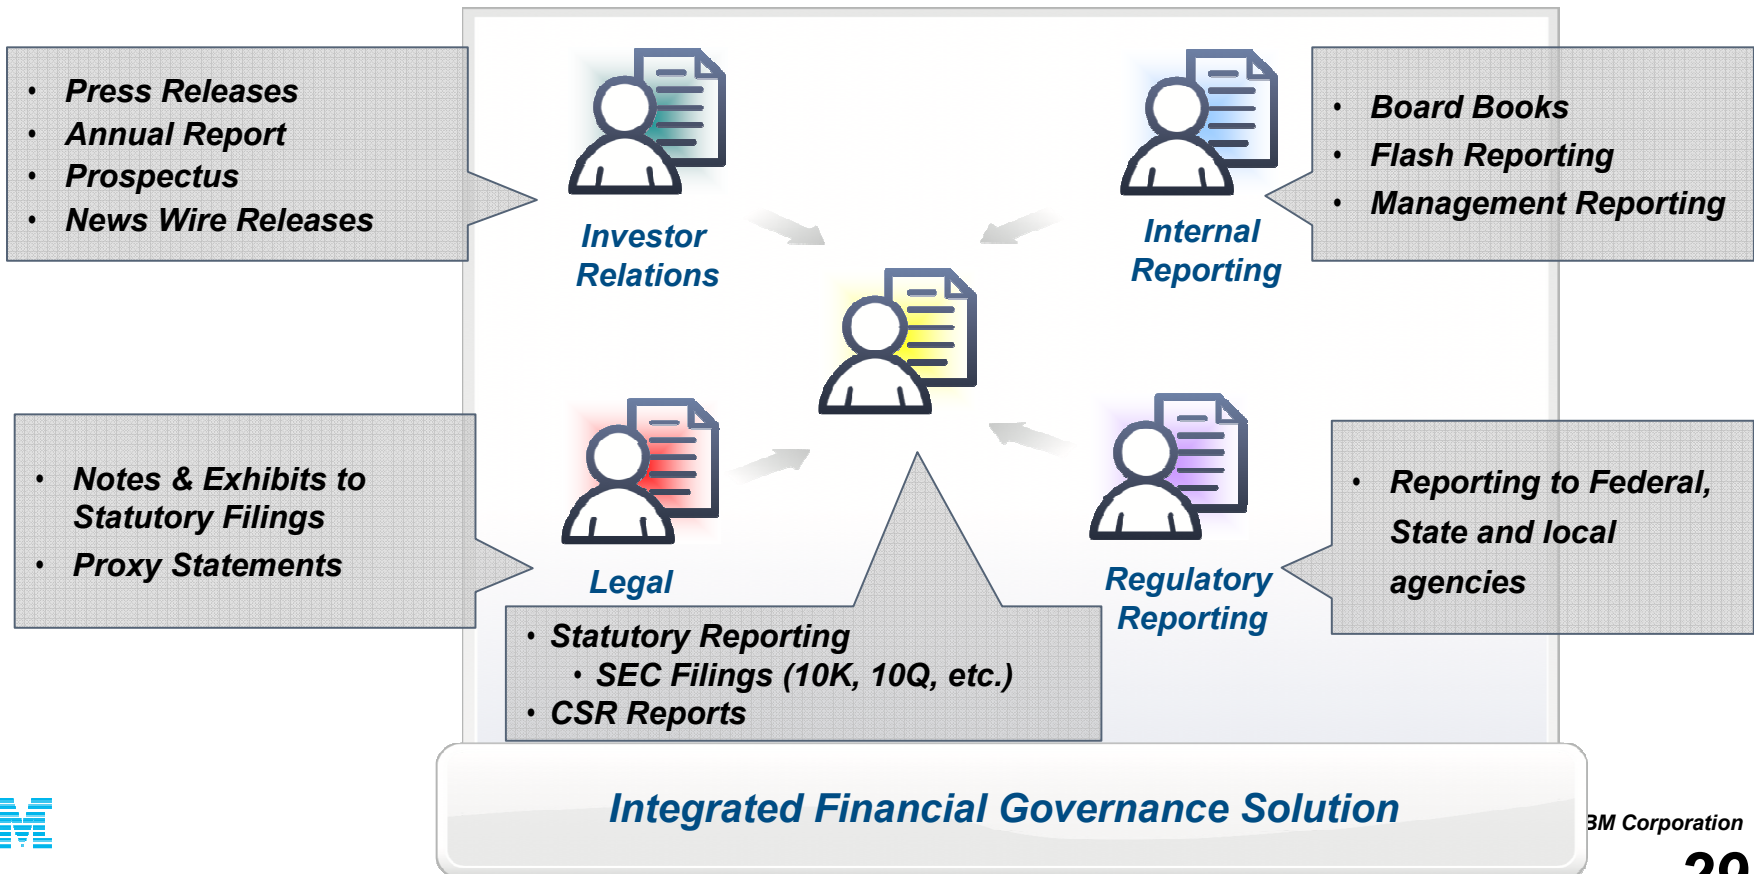 • Press Releases
• Annual Report
• Prospectus
• News Wire Releases
Investor
Relations
Internal
Reporting
• Board Books
• Flash Reporting
• Management Reporting
• Notes & Exhibits to
Statutory Filings
• Proxy Statements
Legal
Regulatory
Reporting
• Reporting to Federal,
State and local
agencies
• Statutory Reporting
• SEC Filings (10K, 10Q, etc.)
• CSR Reports
Integrated Financial Governance Solution
M
BM Corporation